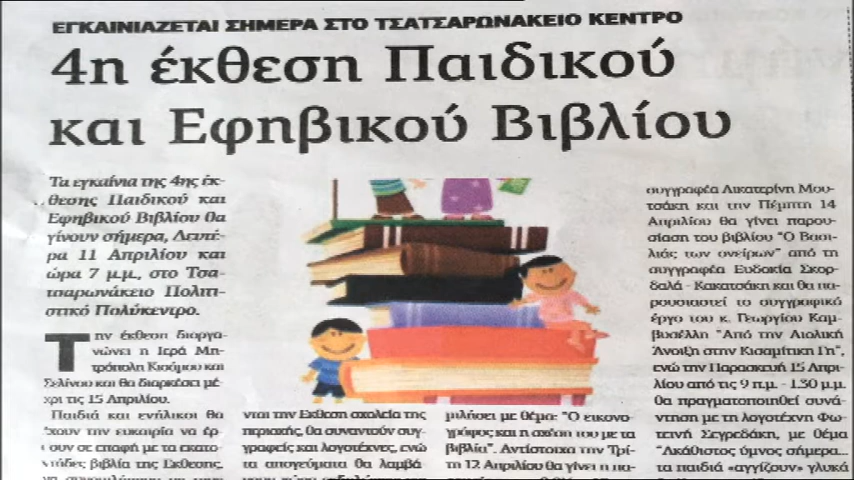 ΕΓΚΑΙΝΙΑΖΕΤΑΙ ΣΗΜΕΡΑ ΣΤΟ ΤΣΑΤΣΑΡΩΝΑΚΕΙΟ ΚΕΝΤΡΟ
4η έκθεση Παιδικού
και Εφηβικού Βιβλίου
Τα εγκαίνια της 4ης έκ-
θεσης Παιδικού και
Εφηβικού Βιβλίου θα
γίνουν σήμερα, Δευτέ-
ρα 11 Απριλίου και
ώρα 7 μ.μ., στο Τσα-
τσαρωνάκειο Πολιτι-
στικό Πολύκεντρο.
Την έκθεση διοργα-
νώνει η Ιερά Μη-
τρόπολη Κισάμου και
Σελίνου και θα διαρκέσει μέ-
χρι τις 15 Απριλίου.
Παιδιά και ενήλικοι θα
έχουν την ευκαιρία να έρ-
θουν σε επαφή με τα εκατο-
ντάδες βιβλία της Έκθεσης,
νται την Εκθεση σχολεία της
περιοχής, θα συναντούν συγ-
γραφείς και λογοτέχνες, ενώ
τα απογεύματα θα λαμβά-
μιλήσει με θέμα: "Ο εικονο-
γράφος και η σχέση του με τα
βιβλία". Αντίστοιχα την Τρί-
τη 12 Απριλίου θα γίνει η πα-
συγγραφέα Αικατερίνη Μου-
τσάκη και την Πέμπτη 14
Απριλίου θα γίνει παρου-
σίαση του βιβλίου "Ο Βασι-
λιάς των ονείρων" από τη
συγγραφέα Ευδοκία Σκορ-
δαλά - Κακατσάκη και θα πα-
ρουσιαστεί το συγγραφικό
έργο του κ. Γεωργίου Καμ-
βυσέλλη "Από την Αιολική
Άνοιξη στην Κισαμίτικη Γη",
ενώ την Παρασκευή 15 Απρι-
λίου από τις 9 π.μ. - 1.30 μ.μ.
θα πραγματοποιηθεί συνά-
ντηση με τη λογοτέχνη Φω-
τεινή Σεγρεδάκη, με θέμα
"Ακάθιστος ύμνος σήμερα...
τα παιδιά «αγγίζουν» γλυκά